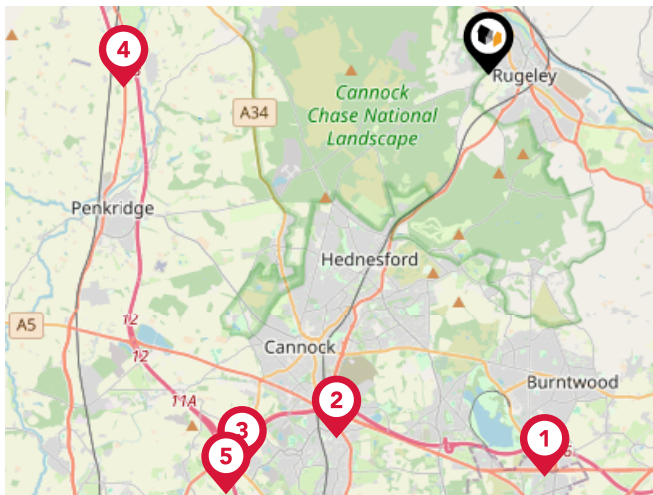 4
Rugeley
Cannock
Chase National
Landscape
A34
Penkridge
Hednesford
12
A5
12
Cannock
Burntwood
11A
2
3
1
5